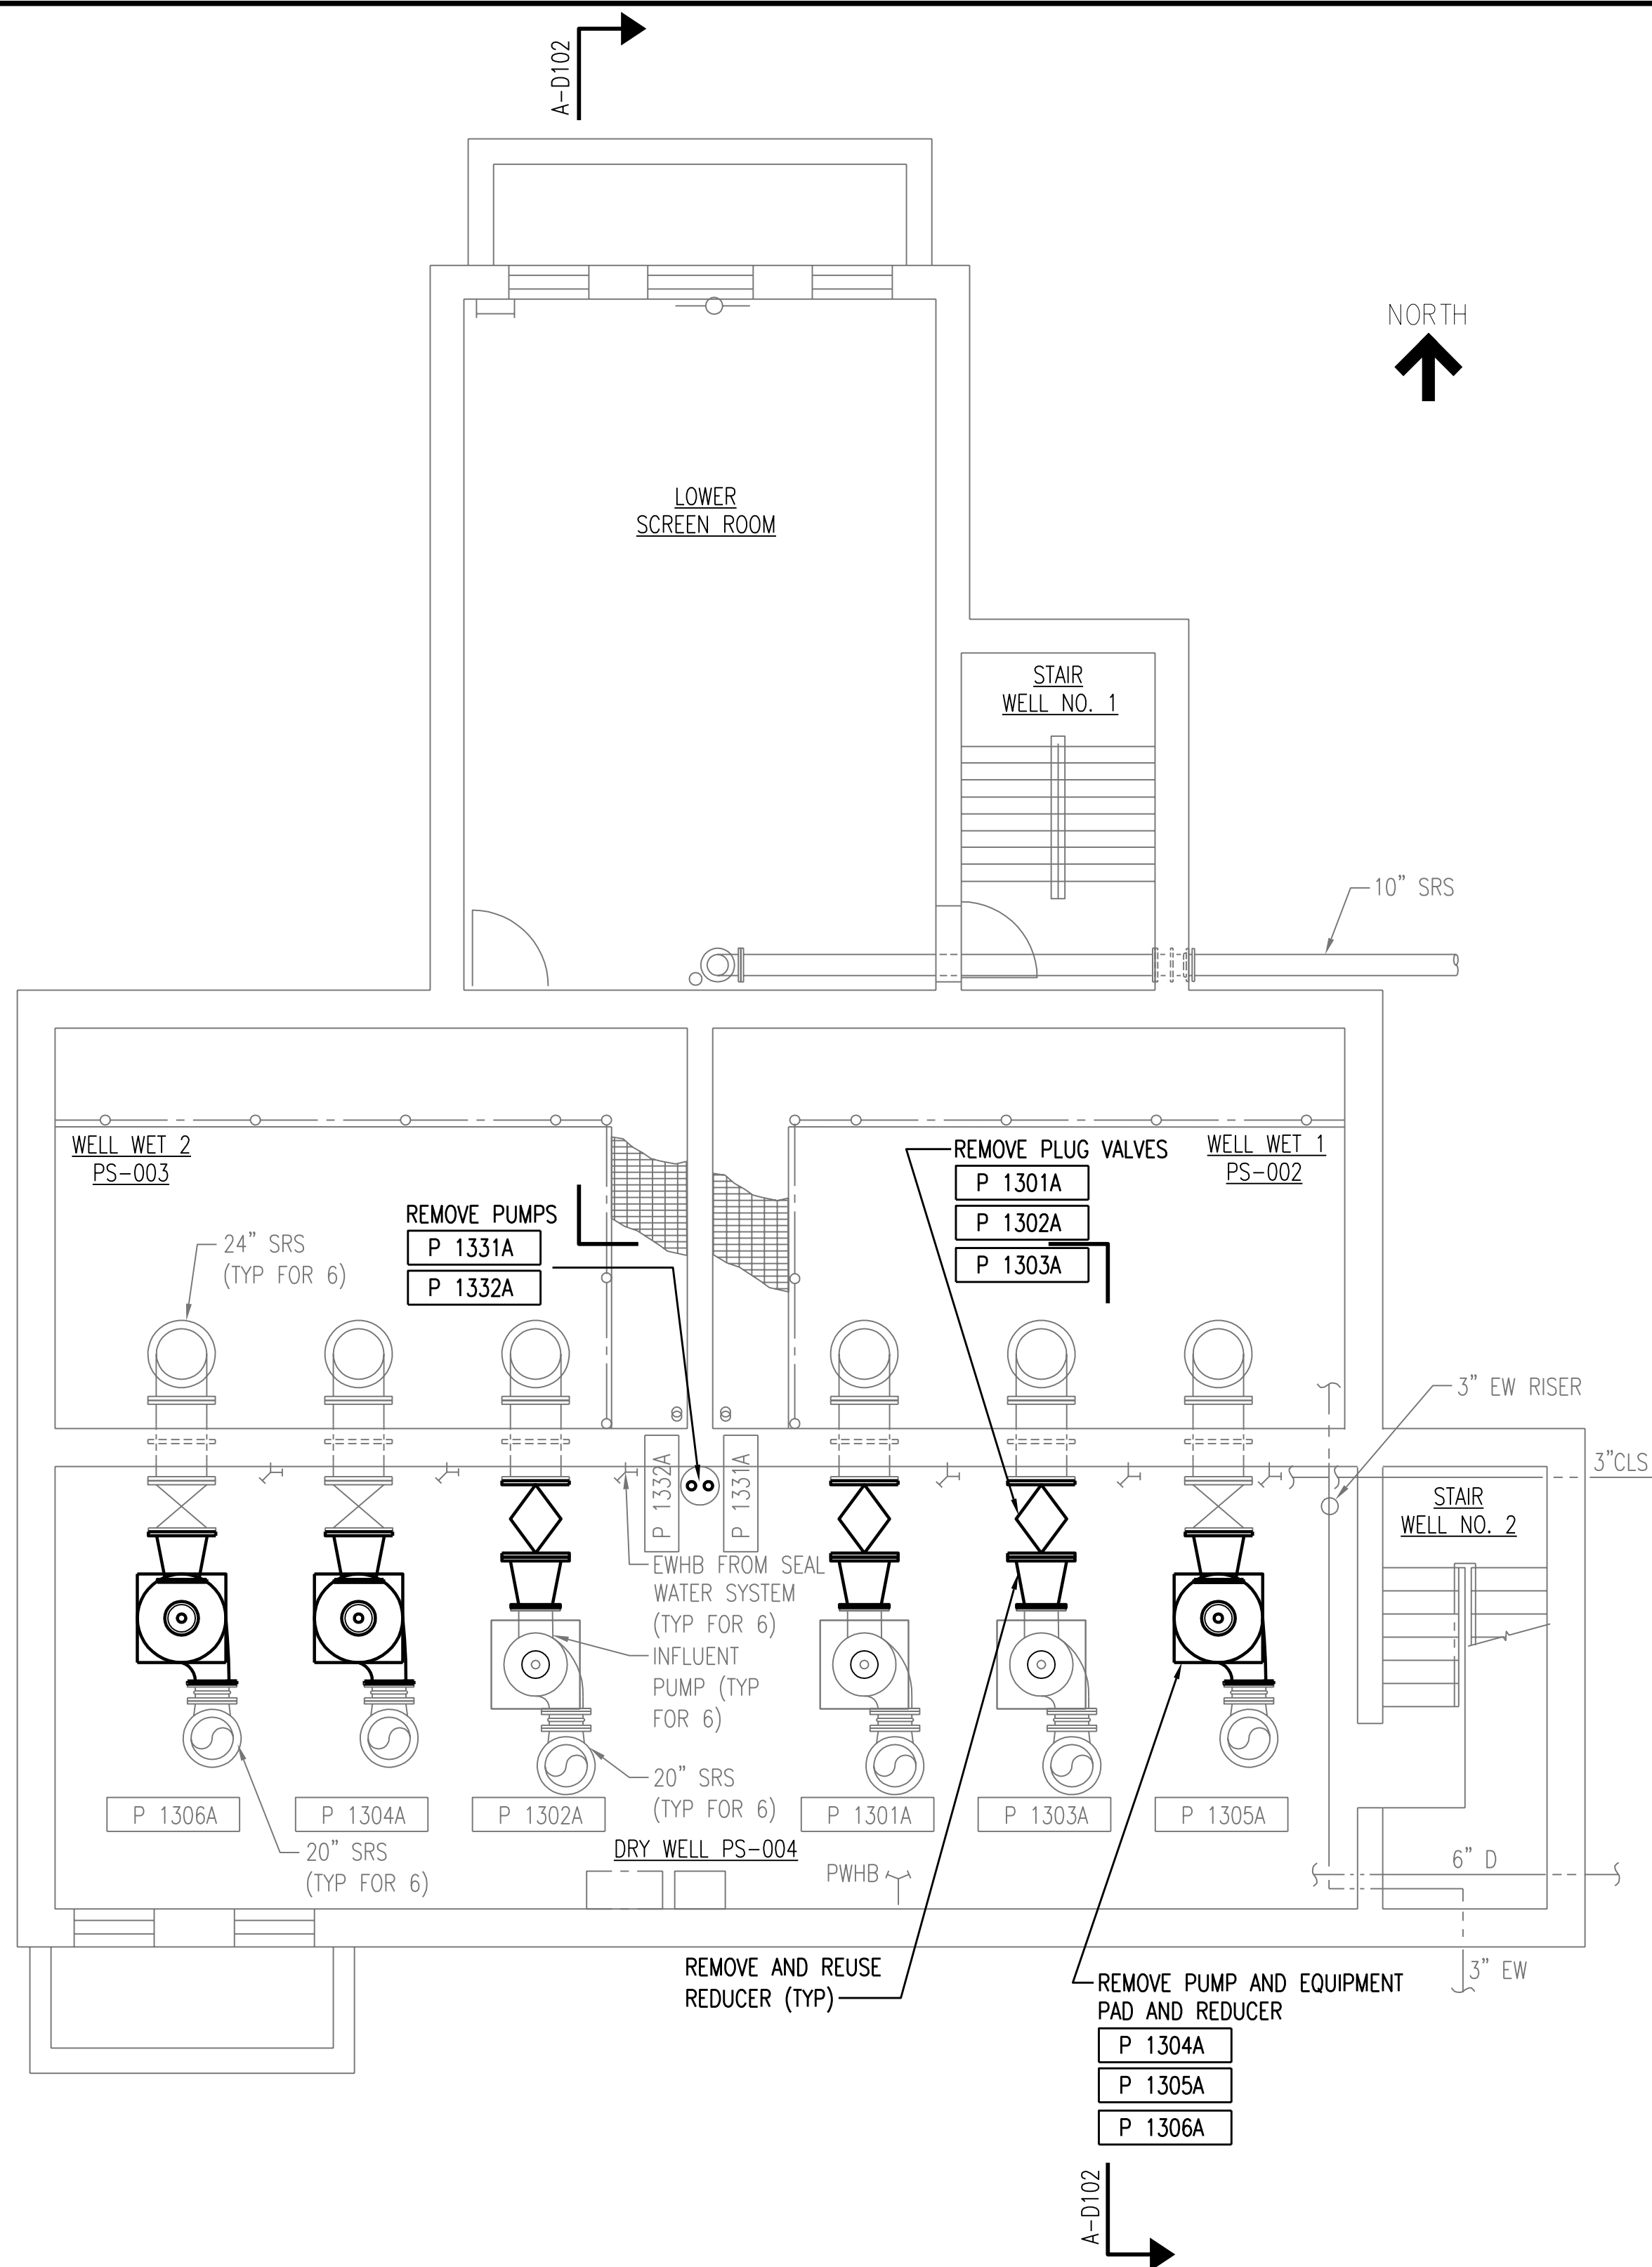 A-D102
NORTH
LOWER
SCREEN ROOM
STAIR
WELL NO. 1
10" SRS
WELL WET 2
PS-003
REMOVE PLUG VALVES
P 1301A
P 1302A
P 1303A
WELL WET 1
PS-002
REMOVE PUMPS
P 1331A
P 1332A
24" SRS
(TYP FOR 6)
3" EW RISER
3"CLS
P 1332A
P 1331A
STAIR
WELL NO. 2
EWHB FROM SEAL
WATER SYSTEM
(TYP FOR 6)
INFLUENT
PUMP (TYP
FOR 6)
20" SRS
(TYP FOR 6)
P 1306A
P 1304A
P 1302A
P 1301A
P 1303A
P 1305A
20" SRS
(TYP FOR 6)
DRY WELL PS-004
PWHB
6" D
3" EW
REMOVE AND REUSE
REDUCER (TYP)
REMOVE PUMP AND EQUIPMENT
PAD AND REDUCER
P 1304A
P 1305A
P 1306A
A-D102